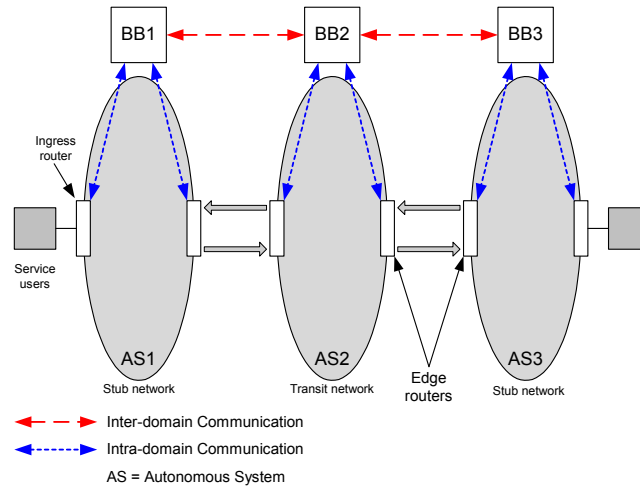 BB1
BB2
BB3
Ingress
router
Service
users
AS1
AS2
AS3
Stub network
Transit network
Edge
routers
Stub network
Inter-domain Communication
Intra-domain Communication
AS = Autonomous System